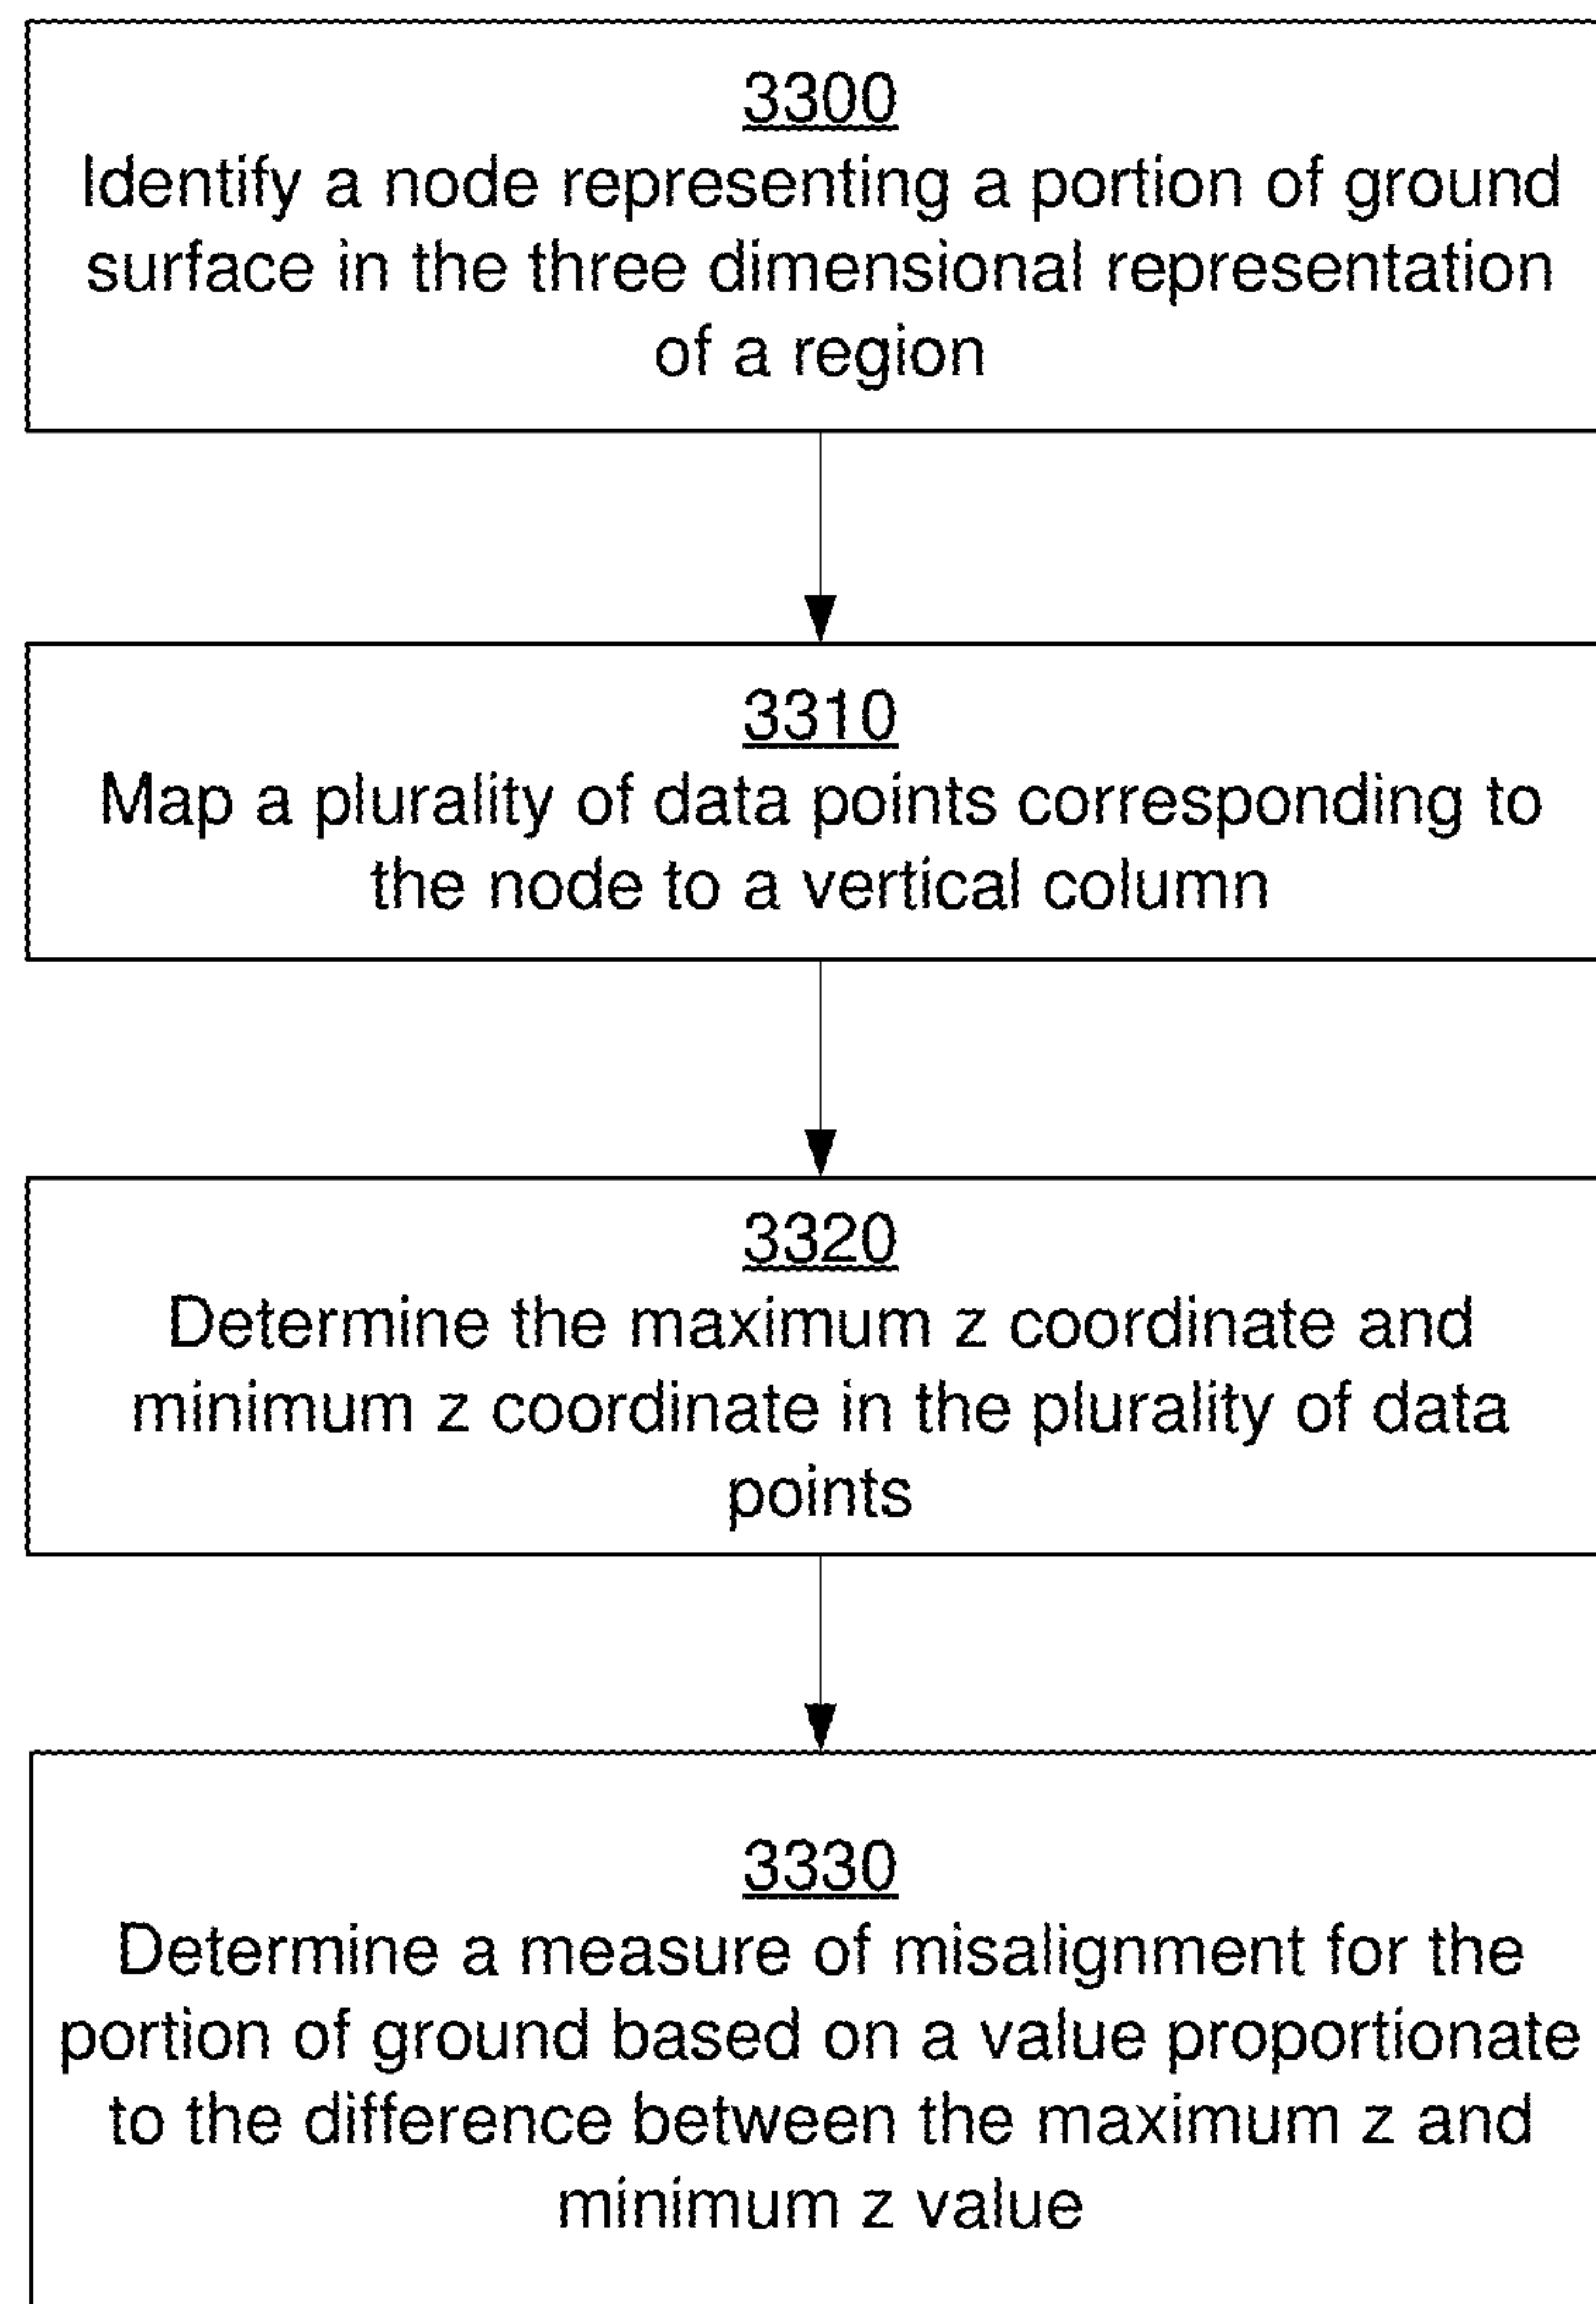 3300
Identify a node representing a portion of ground
surface in the three dimensional representation
of a region
3310
Map a plurality of data points corresponding to
the node to a vertical column
3320
Determine the maximum z coordinate and
minimum z coordinate in the plurality of data
points
3330
Determine a measure of misalignment for the
portion of ground based on a value proportionate
to the difference between the maximum z and
minimum z value